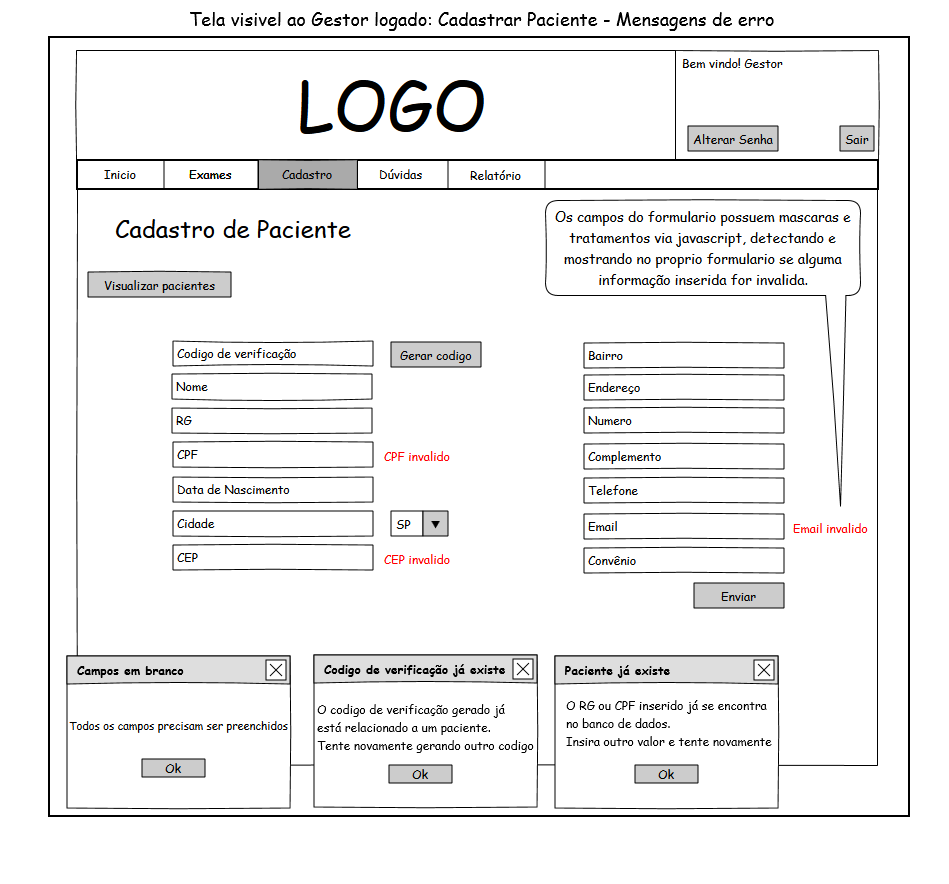 Tela visivel ao Gestor logado: Cadastrar Paciente - Mensagens de erro
LOGO
Bem vindo! Gestor
Alterar Senha
Sair
Inicio
Exames
Cadastro
Dúvidas
Relatório
Cadastro de Paciente
Os campos do formulario possuem mascaras e
tratamentos via javascript, detectando e
mostrando no proprio formulario se alguma
informação inserida for invalida.
Visualizar pacientes
Codigo de verificação
Gerar codigo
Nome
RG
CPF
CPF invalido
Data de Nascimento
Cidade
SP
CEP
CEP invalido
Bairro
Endereço
Numero
Complemento
Telefone
Email
Email invalido
Convênio
Enviar
Campos em branco
Todos os campos precisam ser preenchidos
Ok
Codigo de verificação já existe
O codigo de verificação gerado já
está relacionado a um paciente.
Tente novamente gerando outro codigo
Ok
Paciente já existe
O RG ou CPF inserido já se encontra
no banco de dados.
Insira outro valor e tente novamente
Ok